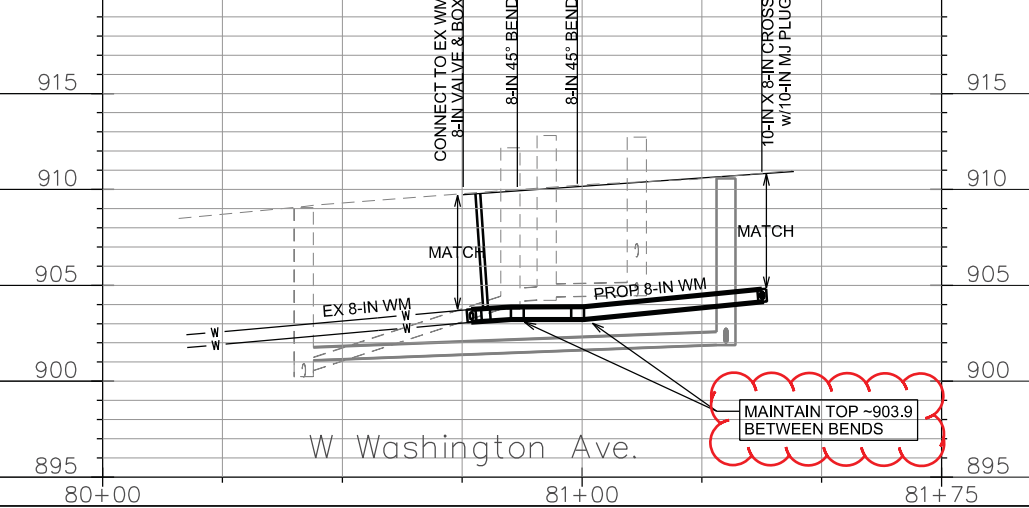 CONNECT TO EX WM
8-IN VALVE & BOX
8-IN 45° BEND
8-IN 45° BEND
10-IN X 8-IN CROSS
w/10-IN MJ PLUG
915
915
910
910
MATCH
MATCH
905
905
PROP 8-IN WM
EX 8-IN WM
W
W
W
W
900
900
MAINTAIN TOP ~903.9
BETWEEN BENDS
W Washington Ave.
895
895
80+00
81+00
81+75